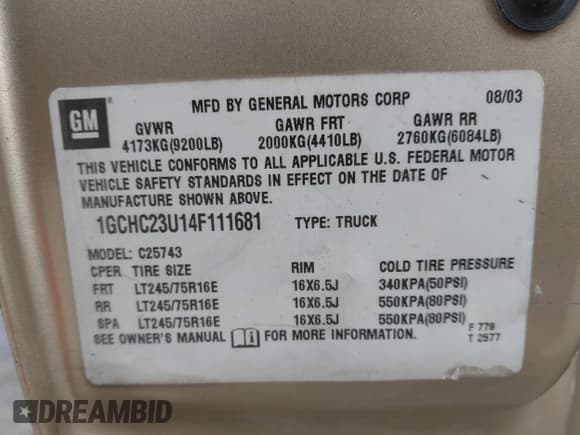 GM
MFD BY GENERAL MOTORS CORP 08/03
GVWR GAWR FRT GAWR RR
4173KG(9200LB) 2000KG(4410LB) 2760KG(6084LB)
THIS VEHICLE CONFORMS TO ALL APPLICABLE U.S. FEDERAL MOTOR
VEHICLE SAFETY STANDARDS IN EFFECT ON THE DATE OF
MANUFACTURE SHOWN ABOVE.
1GCHC23U14F111681 TYPE: TRUCK
MODEL: C25743
CPER TIRE SIZE RIM COLD TIRE PRESSURE
FRT LT245/75R16E 16X6.5J 340KPA(50PSI)
RR LT245/75R16E 16X6.5J 550KPA(80PSI)
SPA LT245/75R16E 16X6.5J 550KPA(80PSI)
SEE OWNER'S MANUAL FOR MORE INFORMATION.
F 779
T 2577
DREAMBID